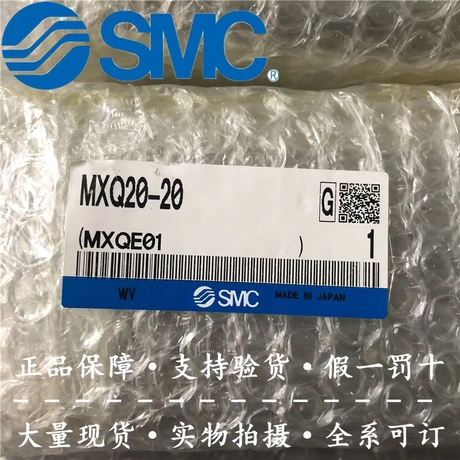 SMC®
MXQ20-20
G
(MXQE01 )
1
WV SMC MADE IN JAPAN
正品保障·支持验货·假一罚十
大量现货·实物拍摄·全系可订